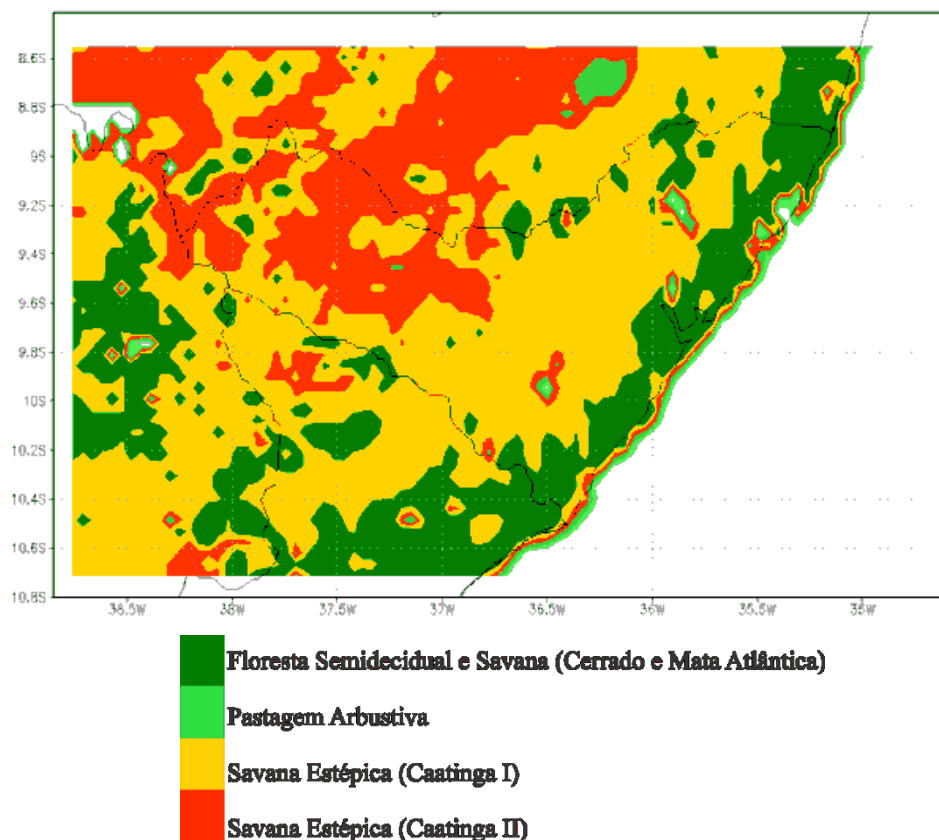 8.6S
8.8S
9S
9.2S
9.4S
9.6S
9.8S
10S
10.2S
10.4S
10.6S
10.8S
38.5W 38W 37.5W 37W 36.5W 36W 35.5W 35W
Floresta Semidecidual e Savana (Cerrado e Mata Atlântica)
Pastagem Arbustiva
Savana Estépica (Caatinga I)
Savana Estépica (Caatinga II)